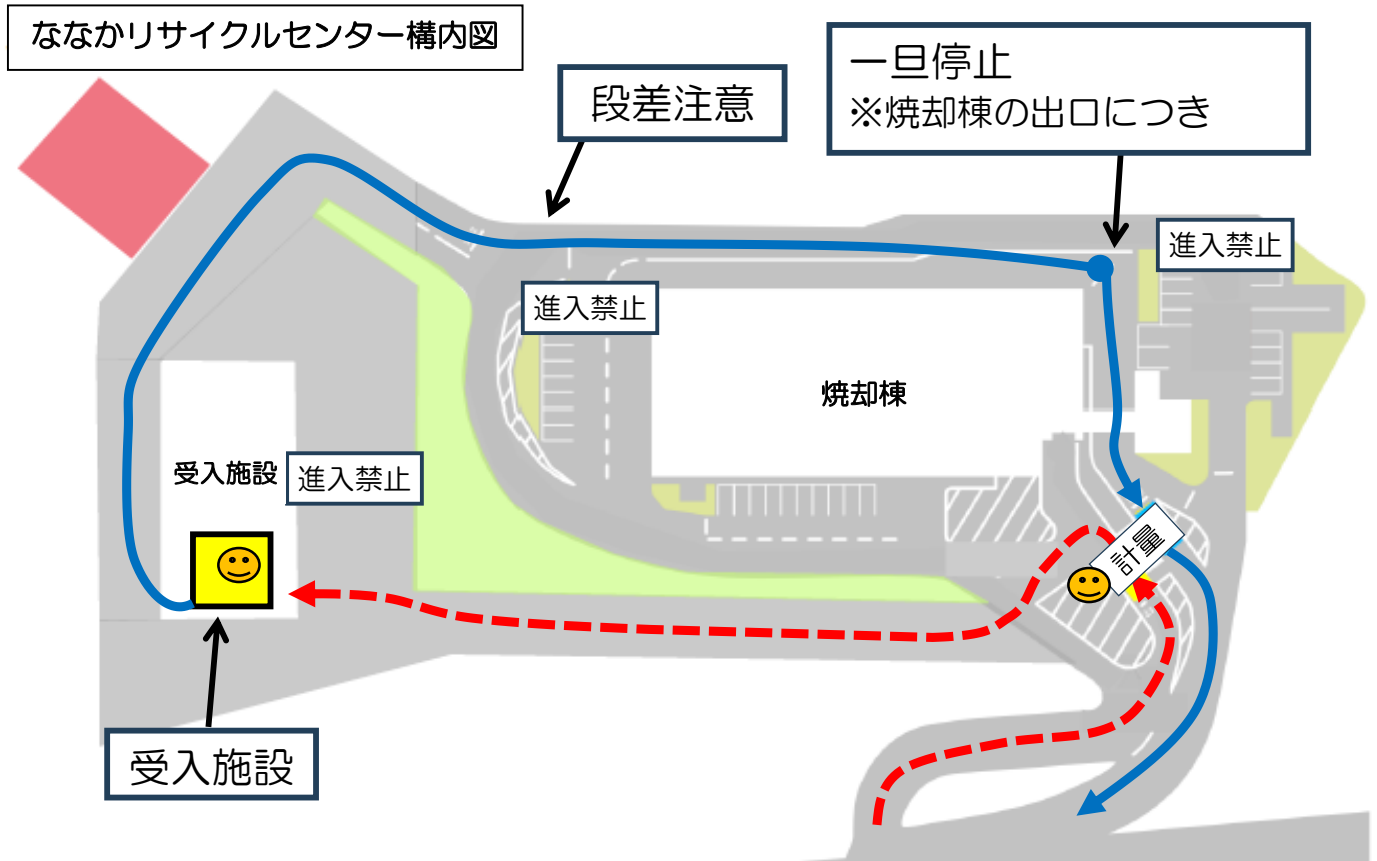 ななかリサイクルセンター構内図
段差注意
一旦停止
※焼却棟の出口につき
進入禁止
進入禁止
焼却棟
受入施設
進入禁止
計量
受入施設